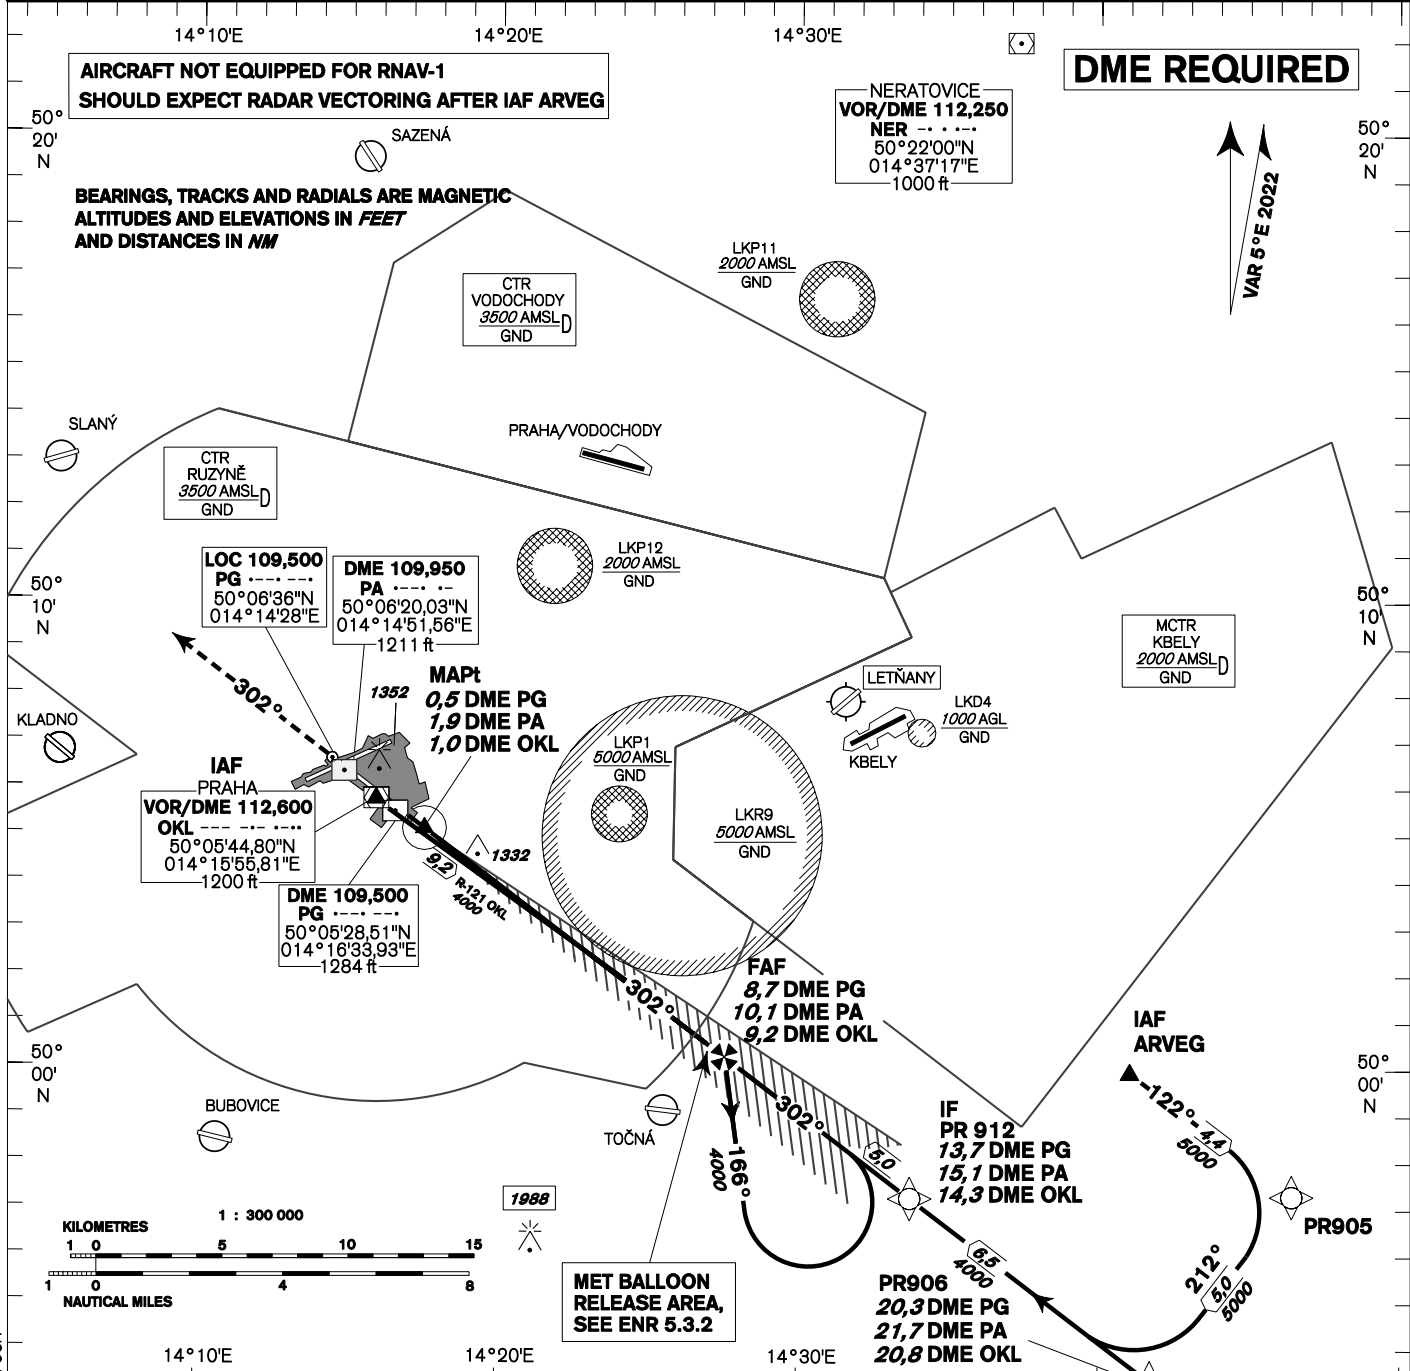 14°10'E
14°20'E
14°30'E
AIRCRAFT NOT EQUIPPED FOR RNAV-1
SHOULD EXPECT RADAR VECTORING AFTER IAF ARVEG
DME REQUIRED
NERATOVICE
VOR/DME 112,250
NER
50°22'00"N
014°37'17"E
1000 ft
50°
20'
N
50°
20'
N
SAZENÁ
VAR 5°E 2022
BEARINGS, TRACKS AND RADIALS ARE MAGNETIC
ALTITUDES AND ELEVATIONS IN FEET
AND DISTANCES IN NM
LKP11
2000 AMSL
GND
CTR
VODOCHODY
3500 AMSL D
GND
SLANÝ
PRAHA/VODOCHODY
CTR
RUZYNĚ
3500 AMSL D
GND
LKP12
2000 AMSL
GND
LOC 109,500
PG
50°06'36"N
014°14'28"E
DME 109,950
PA
50°06'20,03"N
014°14'51,56"E
1211 ft
50°
10'
N
50°
10'
N
MCTR
KBELY
2000 AMSL D
GND
MAPt
0,5 DME PG
1,9 DME PA
1,0 DME OKL
LETŇANY
LKD4
1000 AGL
GND
KBELY
302°
1352
KLADNO
LKP1
5000 AMSL
GND
IAF
PRAHA
VOR/DME 112,600
OKL
50°05'44,80"N
014°15'55,81"E
1200 ft
LKR9
5000 AMSL
GND
1332
9,2
R-121 OKL
4000
DME 109,500
PG
50°05'28,51"N
014°16'33,93"E
1284 ft
302°
FAF
8,7 DME PG
10,1 DME PA
9,2 DME OKL
IAF
ARVEG
50°
00'
N
50°
00'
N
122°
4,4
5000
BUBOVICE
TOČNÁ
302°
IF
PR 912
13,7 DME PG
15,1 DME PA
14,3 DME OKL
5,0
166°
4000
1988
PR905
1 : 300 000
KILOMETRES
1 0 5 10 15
1 0 4 8
NAUTICAL MILES
6,5
4000
212°
5,0
5000
MET BALLOON
RELEASE AREA,
SEE ENR 5.3.2
PR906
20,3 DME PG
21,7 DME PA
20,8 DME OKL
14°10'E
14°20'E
14°30'E